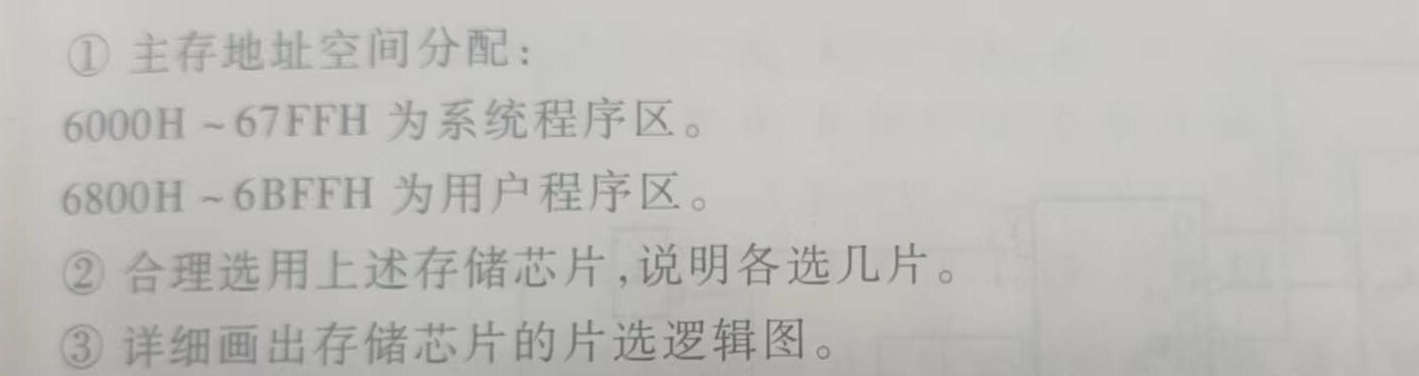 ① 主存地址空间分配：
6000H ~ 67FFH 为系统程序区。
6800H ~ 6BFFH 为用户程序区。
② 合理选用上述存储芯片,说明各选几片。
③ 详细画出存储芯片的片选逻辑图。